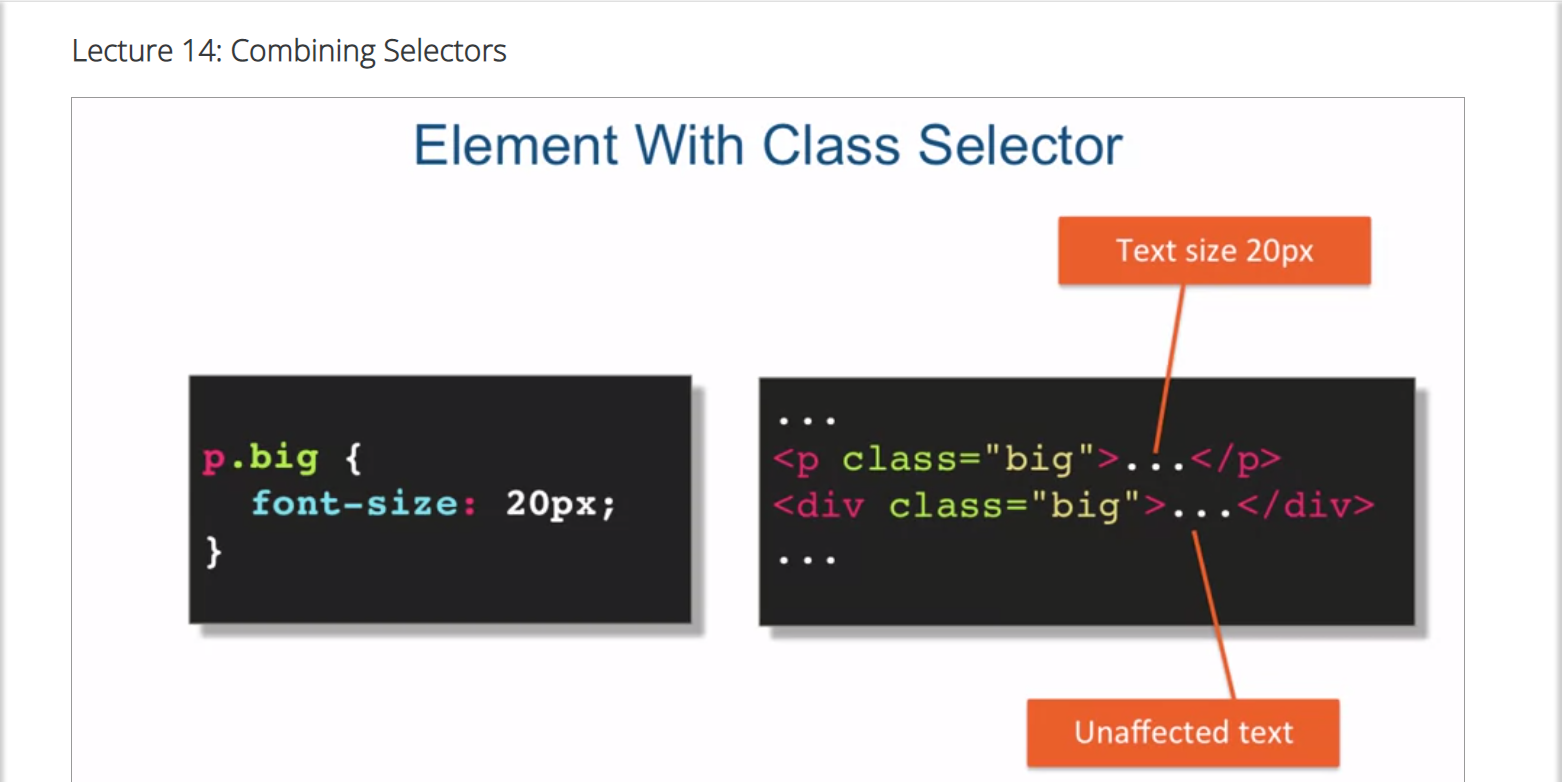 Lecture 14: Combining Selectors
Element With Class Selector
Text size 20px
p.big {
font-size: 20px;
}
...
<p class="big">...</p>
<div class="big">...</div>
...
Unaffected text